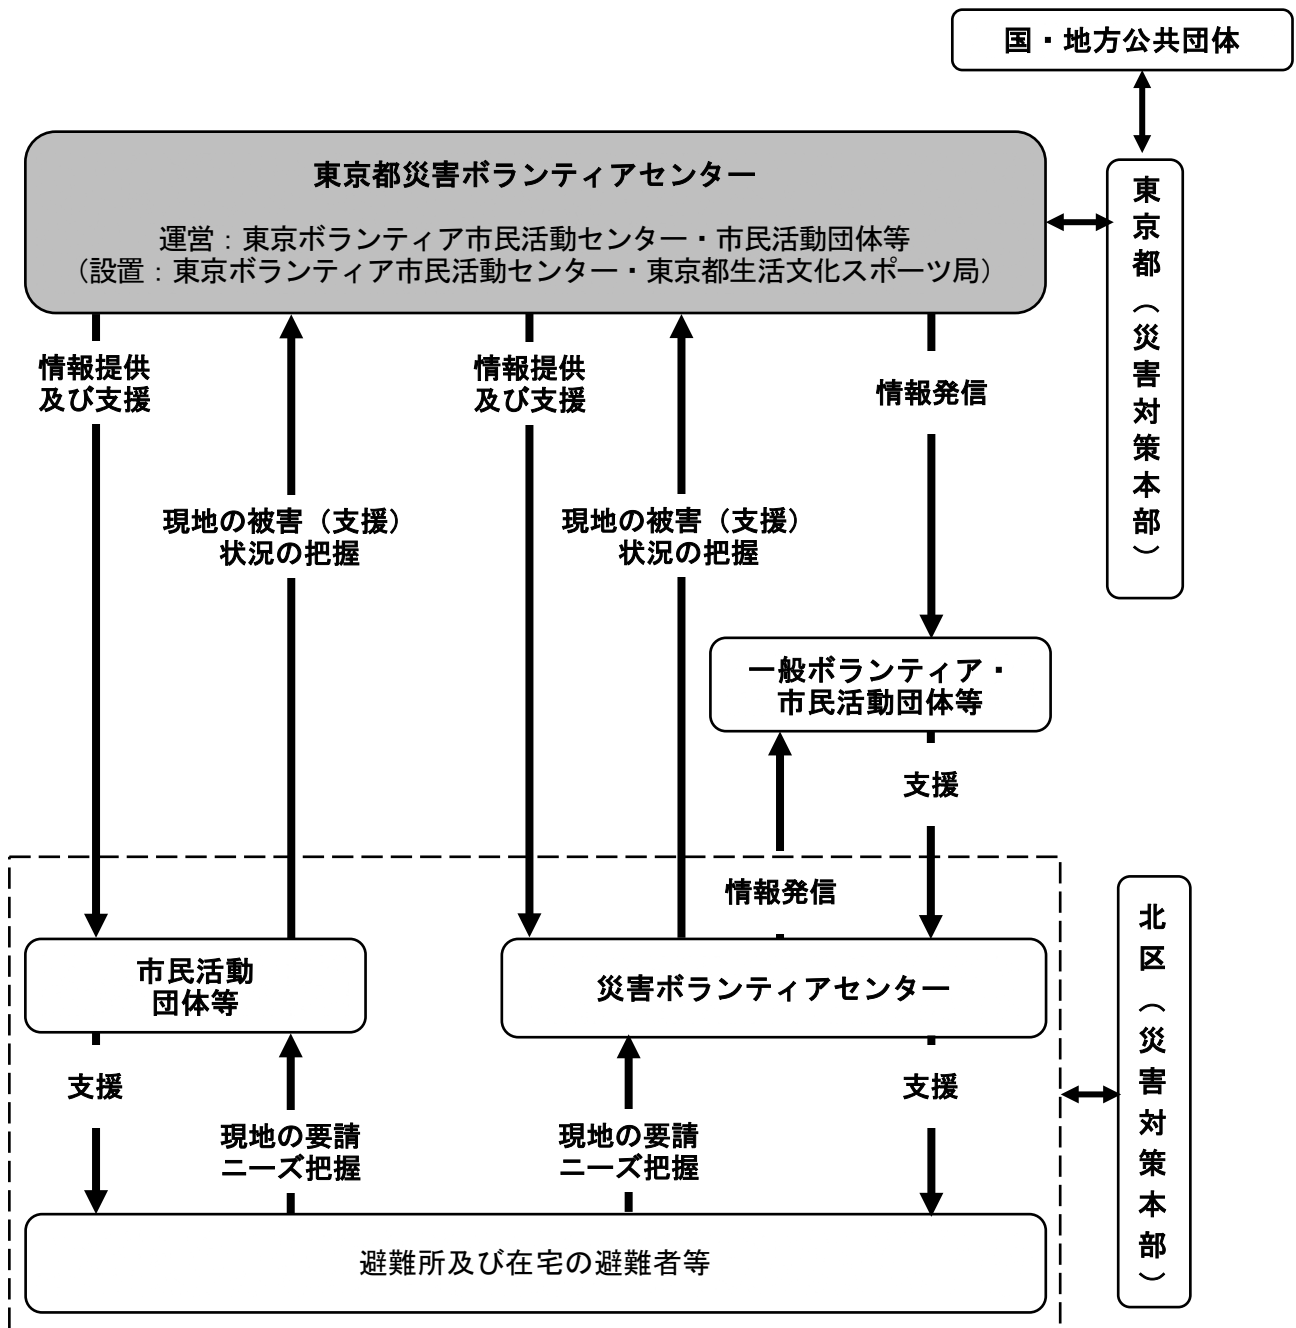 国・地方公共団体
東京都災害ボランティアセンター
運営：東京ボランティア市民活動センター・市民活動団体等
（設置：東京ボランティア市民活動センター・東京都生活文化スポーツ局）
東京都（災害対策本部）
情報提供
及び支援
現地の被害（支援）
状況の把握
情報提供
及び支援
現地の被害（支援）
状況の把握
情報発信
一般ボランティア・
市民活動団体等
支援
情報発信
市民活動
団体等
災害ボランティアセンター
北区（災害対策本部）
支援
現地の要請
ニーズ把握
現地の要請
ニーズ把握
支援
避難所及び在宅の避難者等